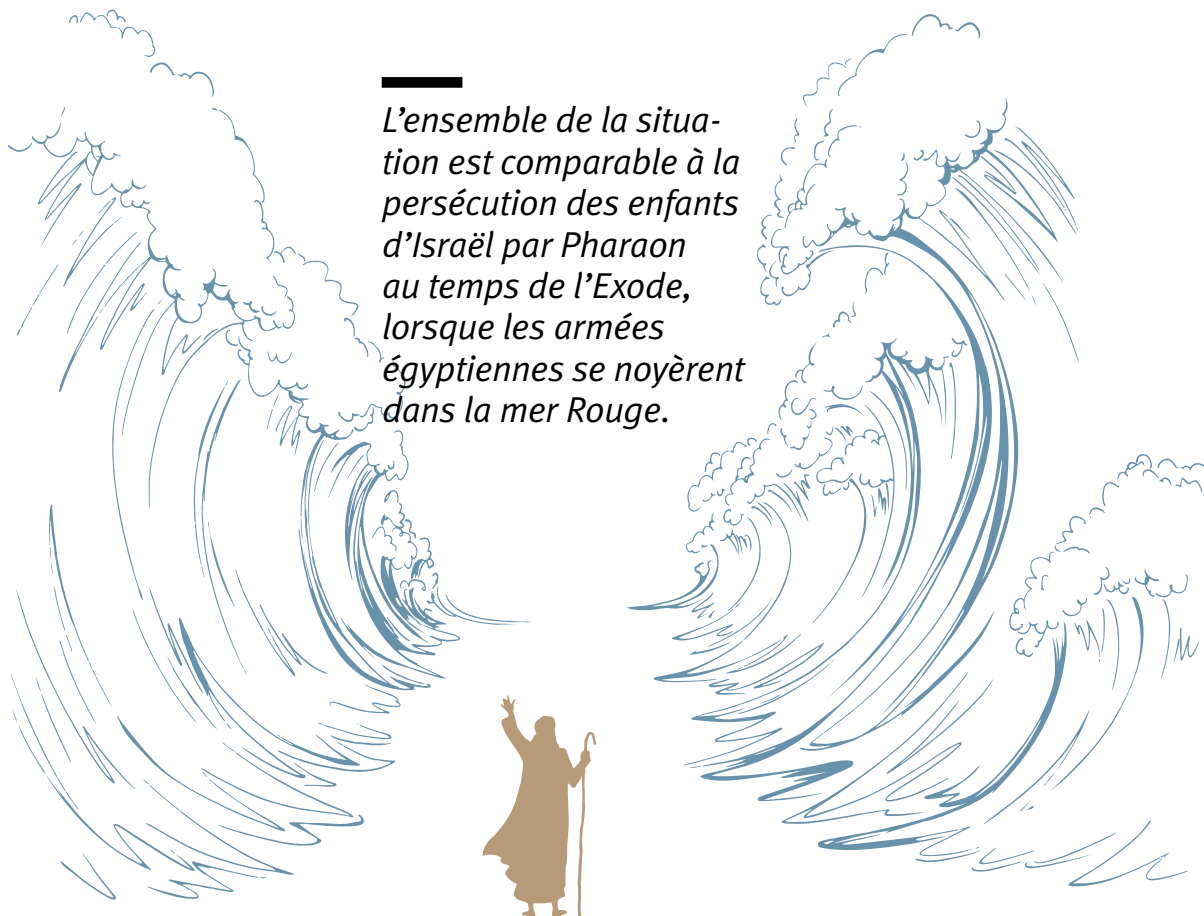 L’ensemble de la situa-
tion est comparable à la
persécution des enfants
d’Israël par Pharaon
au temps de l’Exode,
lorsque les armées
égyptiennes se noyèrent
dans la mer Rouge.